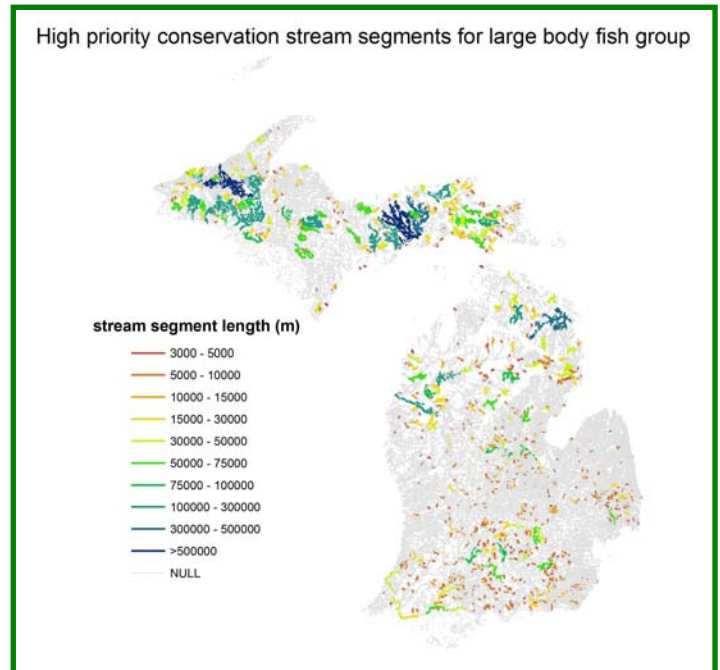 High priority conservation stream segments for large body fish group
stream segment length (m)
3000 - 5000
5000 - 10000
10000 - 15000
15000 - 30000
30000 - 50000
50000 - 75000
75000 - 100000
100000 - 300000
300000 - 500000
>500000
NULL